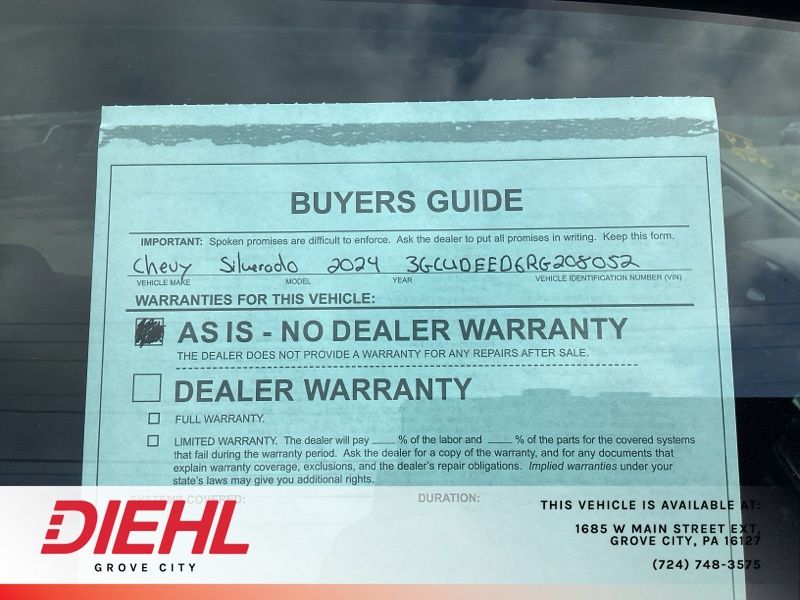 BUYERS GUIDE
IMPORTANT: Spoken promises are difficult to enforce. Ask the dealer to put all promises in writing. Keep this form.
Chevy Silverado 2024 3GCUDEED6RG208052
VEHICLE MAKE MODEL YEAR VEHICLE IDENTIFICATION NUMBER (VIN)
WARRANTIES FOR THIS VEHICLE:
AS IS - NO DEALER WARRANTY
THE DEALER DOES NOT PROVIDE A WARRANTY FOR ANY REPAIRS AFTER SALE.
DEALER WARRANTY
FULL WARRANTY.
LIMITED WARRANTY. The dealer will pay ____ % of the labor and ____ % of the parts for the covered systems
that fail during the warranty period. Ask the dealer for a copy of the warranty, and for any documents that
explain warranty coverage, exclusions, and the dealer's repair obligations. Implied warranties under your
state's laws may give you additional rights.
SYSTEMS COVERED: DURATION:
DIEHL
GROVE CITY
THIS VEHICLE IS AVAILABLE AT:
1685 W MAIN STREET EXT,
GROVE CITY, PA 16127
(724) 748-3575